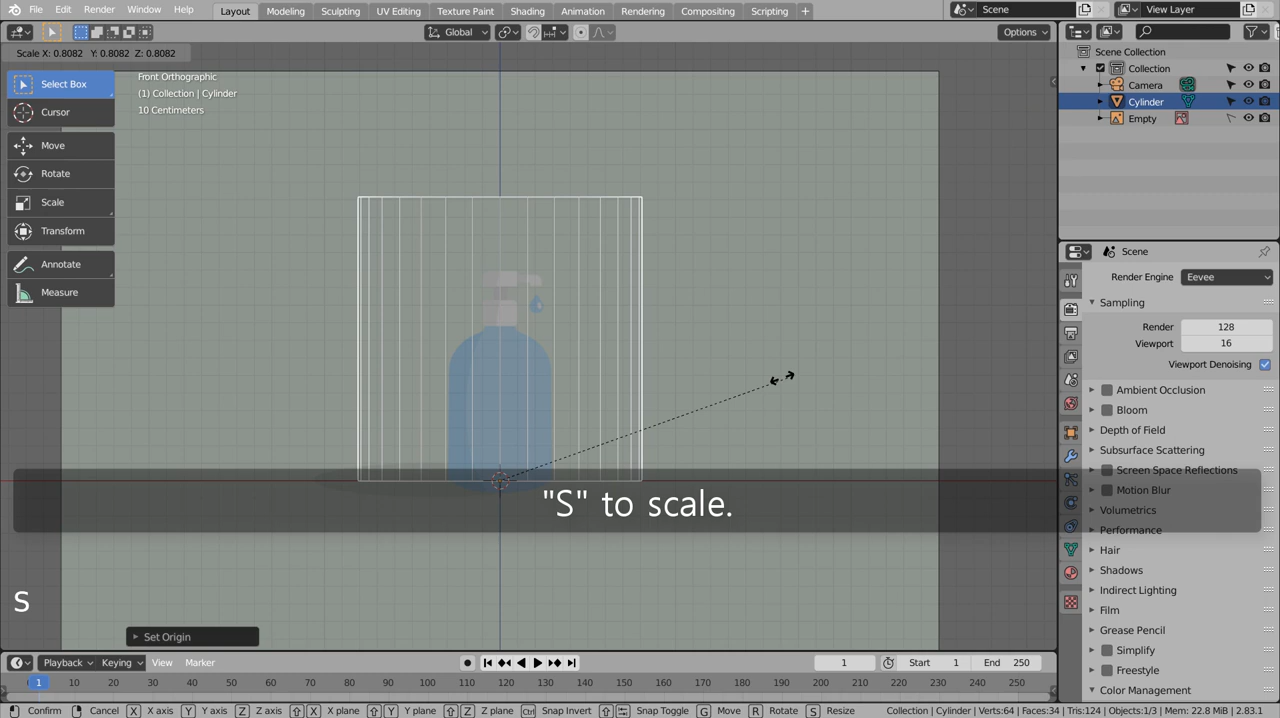 File Edit Render Window Help Layout Modeling Sculpting UV Editing Texture Paint Shading Animation Rendering Compositing Scripting + Scene View Layer
Global Options
Scale X: 0.8082 Y: 0.8082 Z: 0.8082
Select Box
Cursor
Move
Rotate
Scale
Transform
Annotate
Measure
Front Orthographic
(1) Collection | Cylinder
10 Centimeters
"S" to scale.
S
Set Origin
Scene Collection
Collection
Camera
Cylinder
Empty
Scene
Render Engine Eevee
Sampling
Render 128
Viewport 16
Viewport Denoising
Ambient Occlusion
Bloom
Depth of Field
Subsurface Scattering
Screen Space Reflections
Motion Blur
Volumetrics
Performance
Hair
Shadows
Indirect Lighting
Film
Grease Pencil
Simplify
Freestyle
Color Management
Playback Keying View Marker 1 Start 1 End 250
1 10 20 30 40 50 60 70 80 90 100 110 120 130 140 150 160 170 180 190 200 210 220 230 240 250
Confirm Cancel X X axis Y Y axis Z Z axis X X plane Y Y plane Z Z plane Ctrl Snap Invert Snap Toggle G Move R Rotate S Resize Collection | Cylinder | Verts:64 | Faces:34 | Tris:124 | Objects:1/3 | Mem: 22.8 MiB | 2.83.1